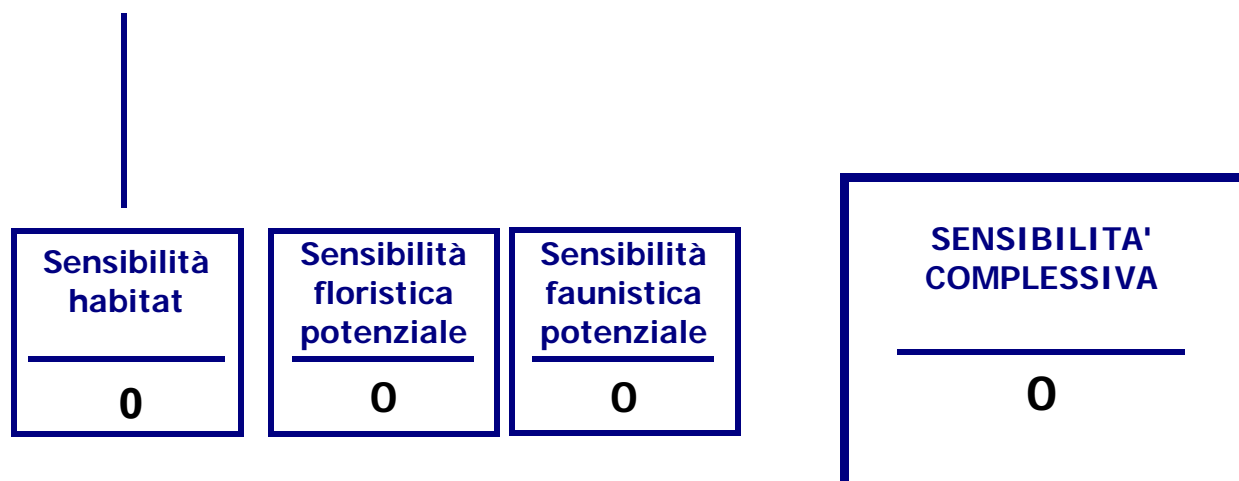 Sensibilità
habitat
0
Sensibilità
floristica
potenziale
0
Sensibilità
faunistica
potenziale
0
SENSIBILITA'
COMPLESSIVA
0